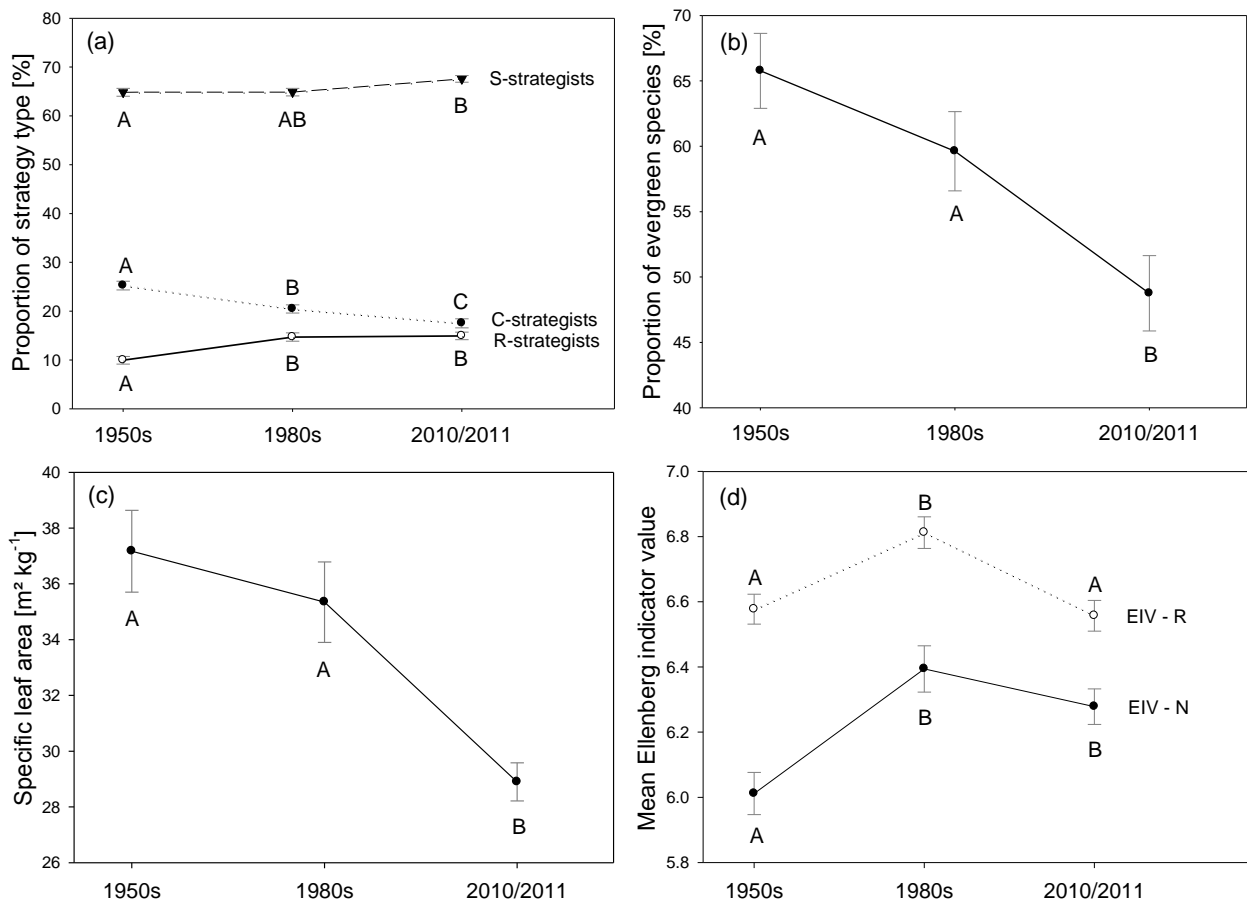 (a)
Proportion of strategy type [%]
80
70
60
50
40
30
20
10
0
S-strategists
A
AB
B
A
B
C
C-strategists
R-strategists
A
B
B
1950s
1980s
2010/2011
(b)
Proportion of evergreen species [%]
70
65
60
55
50
45
40
A
A
B
1950s
1980s
2010/2011
(c)
Specific leaf area [m² kg⁻¹]
40
38
36
34
32
30
28
26
A
A
B
1950s
1980s
2010/2011
(d)
Mean Ellenberg indicator value
7.0
6.8
6.6
6.4
6.2
6.0
5.8
A
B
A
EIV - R
EIV - N
A
B
B
1950s
1980s
2010/2011